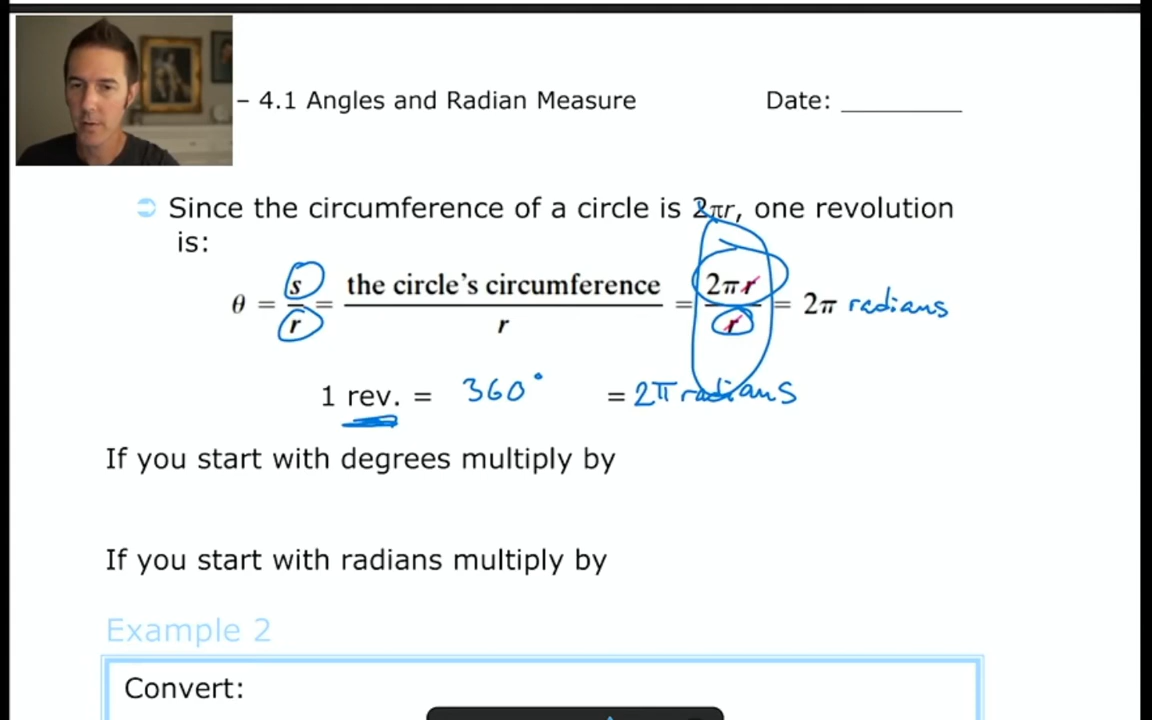 – 4.1 Angles and Radian Measure Date: ________
➲ Since the circumference of a circle is 2πr, one revolution
is:
θ = s/r = the circle's circumference/r = 2πr/r = 2π radians
1 rev. = 360° = 2π radians
If you start with degrees multiply by
If you start with radians multiply by
Example 2
Convert: